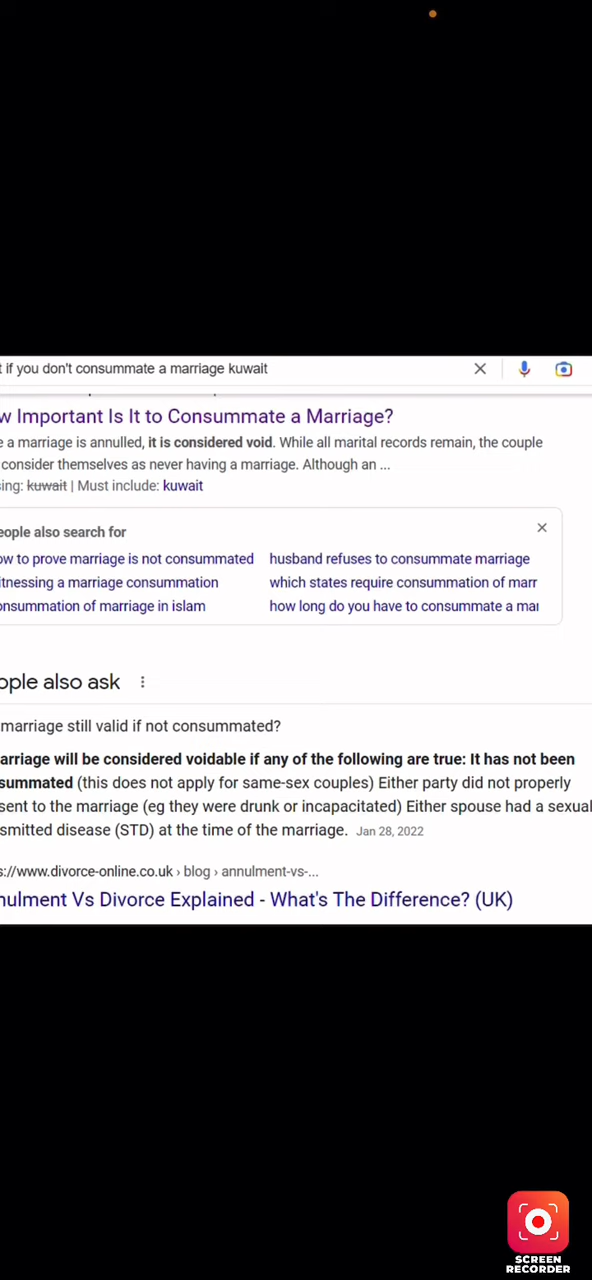 t if you don't consummate a marriage kuwait
w Important Is It to Consummate a Marriage?
e a marriage is annulled, it is considered void. While all marital records remain, the couple
consider themselves as never having a marriage. Although an ...
sing: kuwait | Must include: kuwait
eople also search for
ow to prove marriage is not consummated
husband refuses to consummate marriage
itnessing a marriage consummation
which states require consummation of marr
onsummation of marriage in islam
how long do you have to consummate a mar
ople also ask
marriage still valid if not consummated?
arriage will be considered voidable if any of the following are true: It has not been
summated (this does not apply for same-sex couples) Either party did not properly
sent to the marriage (eg they were drunk or incapacitated) Either spouse had a sexual
smitted disease (STD) at the time of the marriage. Jan 28, 2022
s://www.divorce-online.co.uk › blog › annulment-vs-...
nulment Vs Divorce Explained - What's The Difference? (UK)
SCREEN
RECORDER